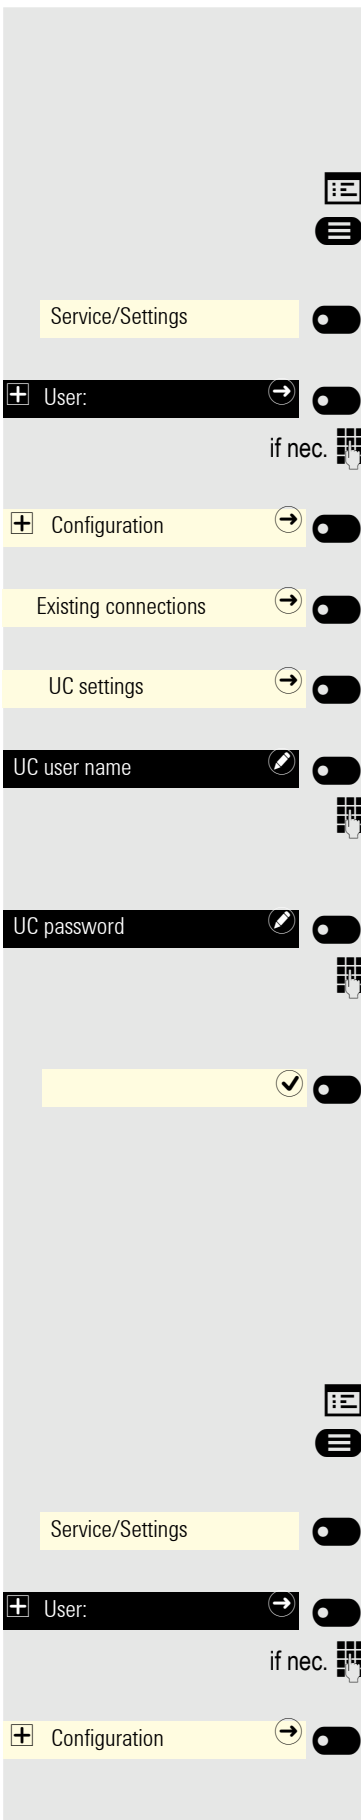 Service/Settings
User:
if nec.
Configuration
Existing connections
UC settings
UC user name
UC password
Service/Settings
User:
if nec.
Configuration